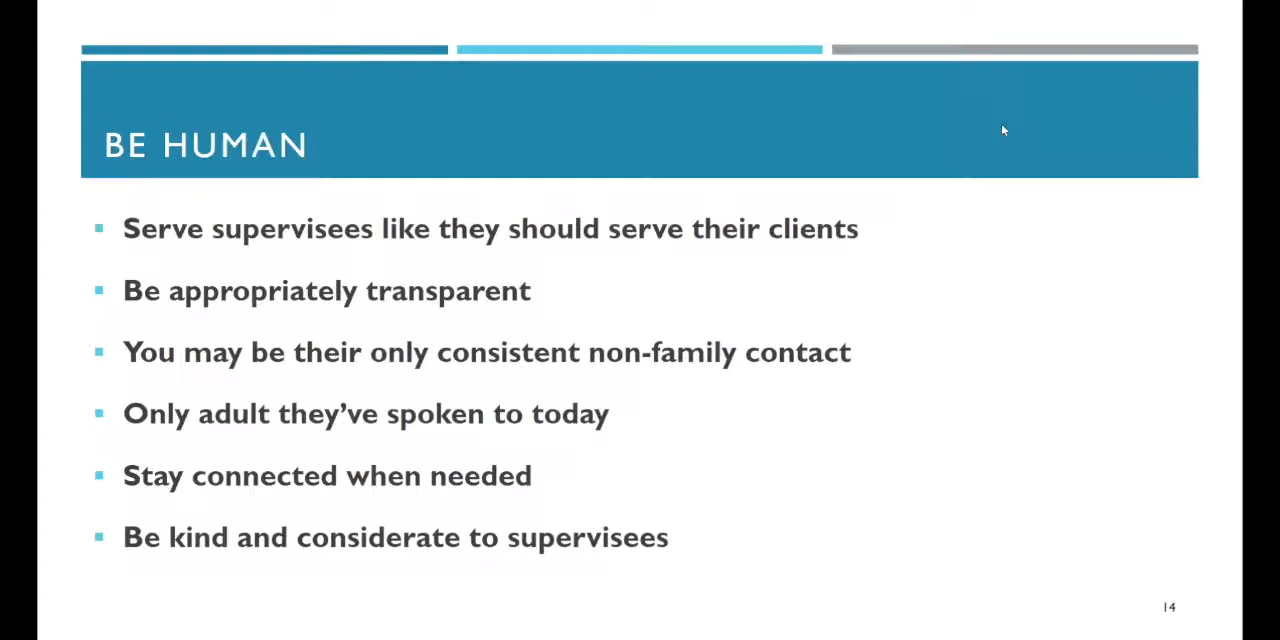 BE HUMAN
Serve supervisees like they should serve their clients
Be appropriately transparent
You may be their only consistent non-family contact
Only adult they’ve spoken to today
Stay connected when needed
Be kind and considerate to supervisees
14